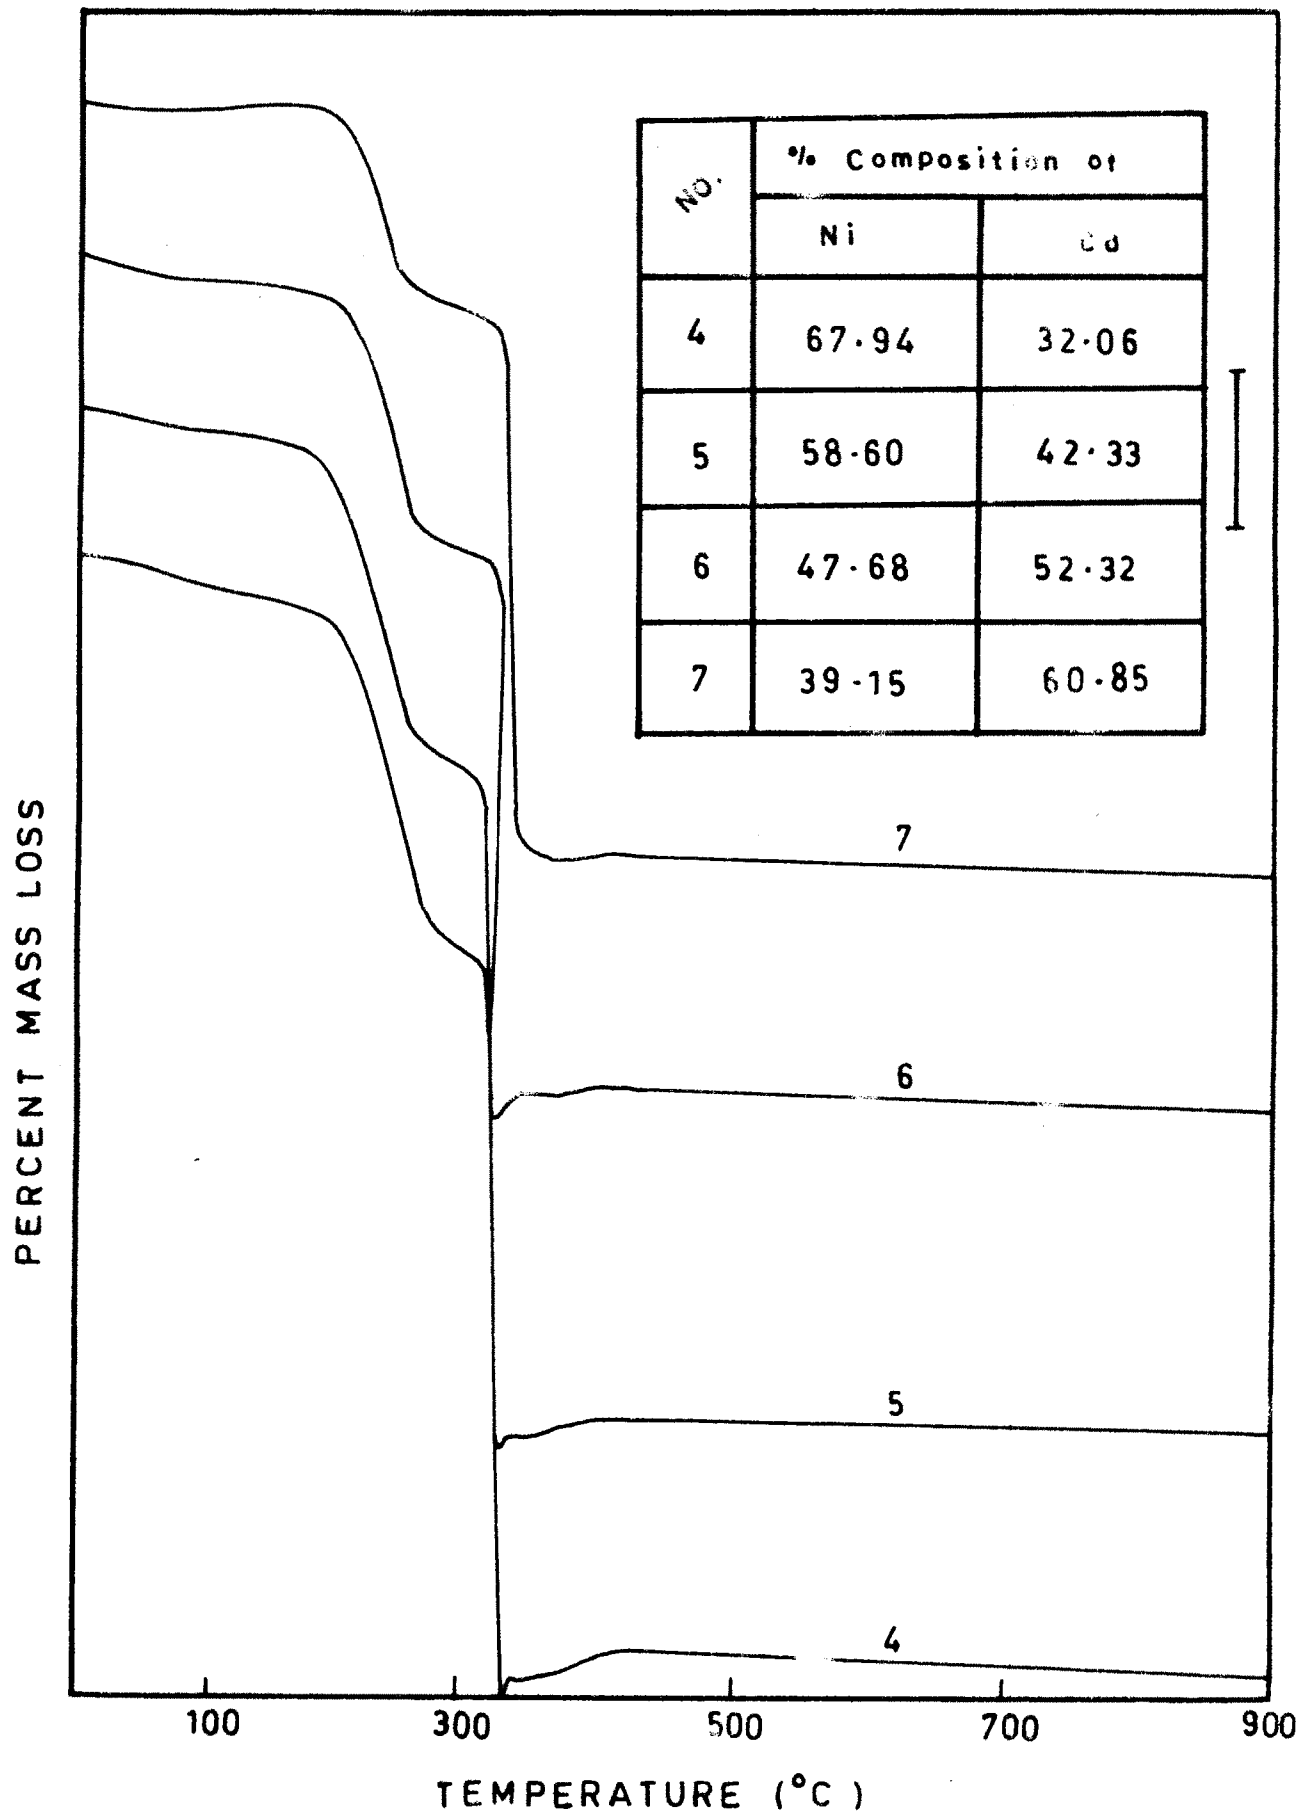 NO.
% Composition of
Ni
Cd
4 67.94 32.06
5 58.60 42.33
6 47.68 52.32
7 39.15 60.85
7
6
5
4
PERCENT MASS LOSS
100 300 500 700 900
TEMPERATURE (°C)